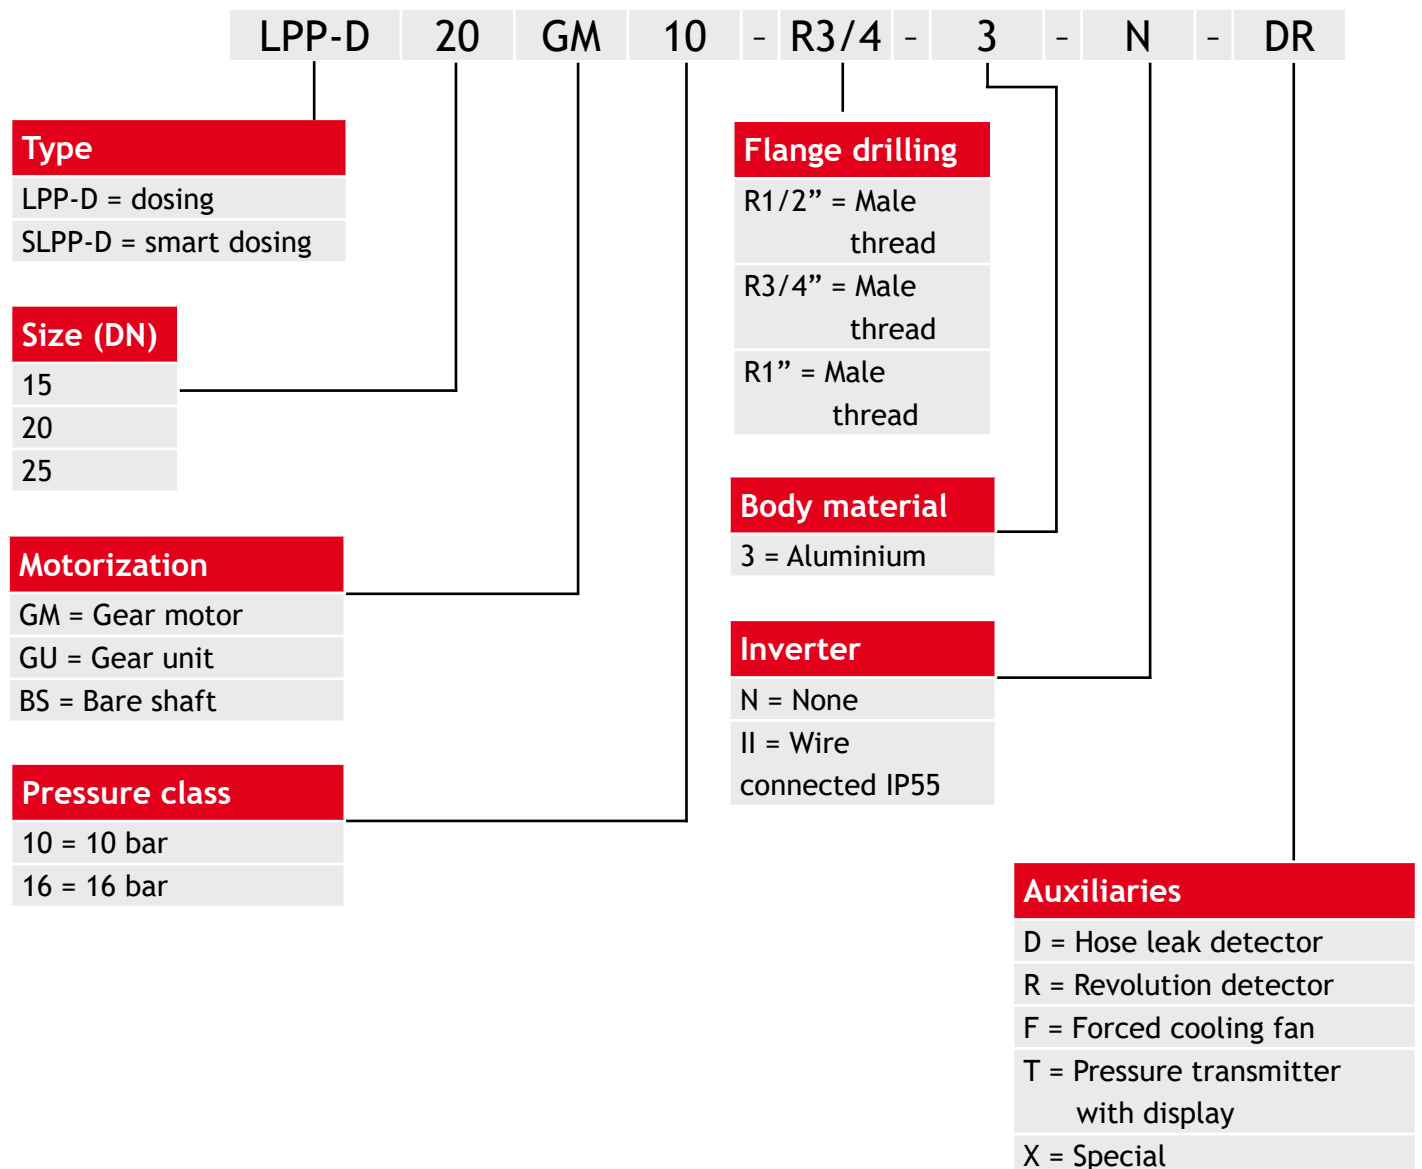 LPP-D 20 GM 10 - R3/4 - 3 - N - DR
Type
LPP-D = dosing
SLPP-D = smart dosing
Size (DN)
15
20
25
Motorization
GM = Gear motor
GU = Gear unit
BS = Bare shaft
Pressure class
10 = 10 bar
16 = 16 bar
Flange drilling
R1/2” = Male
thread
R3/4” = Male
thread
R1” = Male
thread
Body material
3 = Aluminium
Inverter
N = None
II = Wire
connected IP55
Auxiliaries
D = Hose leak detector
R = Revolution detector
F = Forced cooling fan
T = Pressure transmitter
with display
X = Special